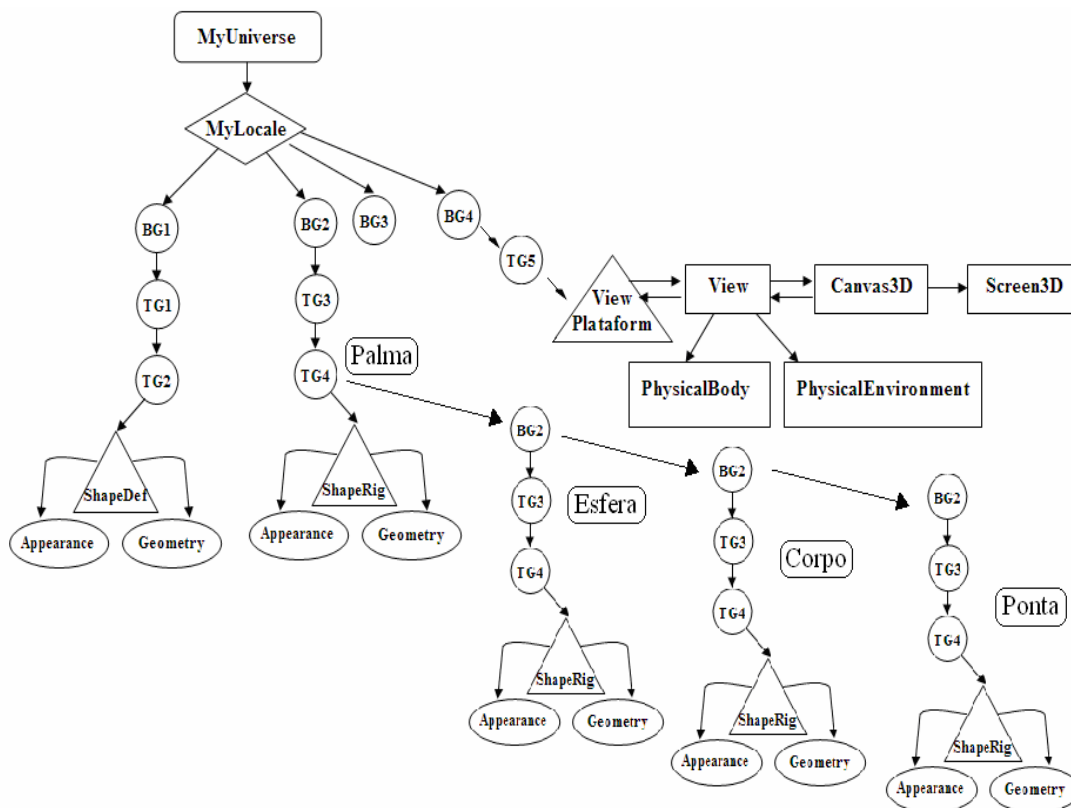 MyUniverse
MyLocale
BG1
BG2
BG3
BG4
TG5
TG1
TG3
TG2
TG4
Palma
View
Plataform
View
Canvas3D
Screen3D
PhysicalBody
PhysicalEnvironment
ShapeDef
Appearance
Geometry
ShapeRig
Appearance
Geometry
BG2
TG3
Esfera
TG4
ShapeRig
Appearance
Geometry
BG2
TG3
Corpo
TG4
ShapeRig
Appearance
Geometry
BG2
TG3
Ponta
TG4
ShapeRig
Appearance
Geometry